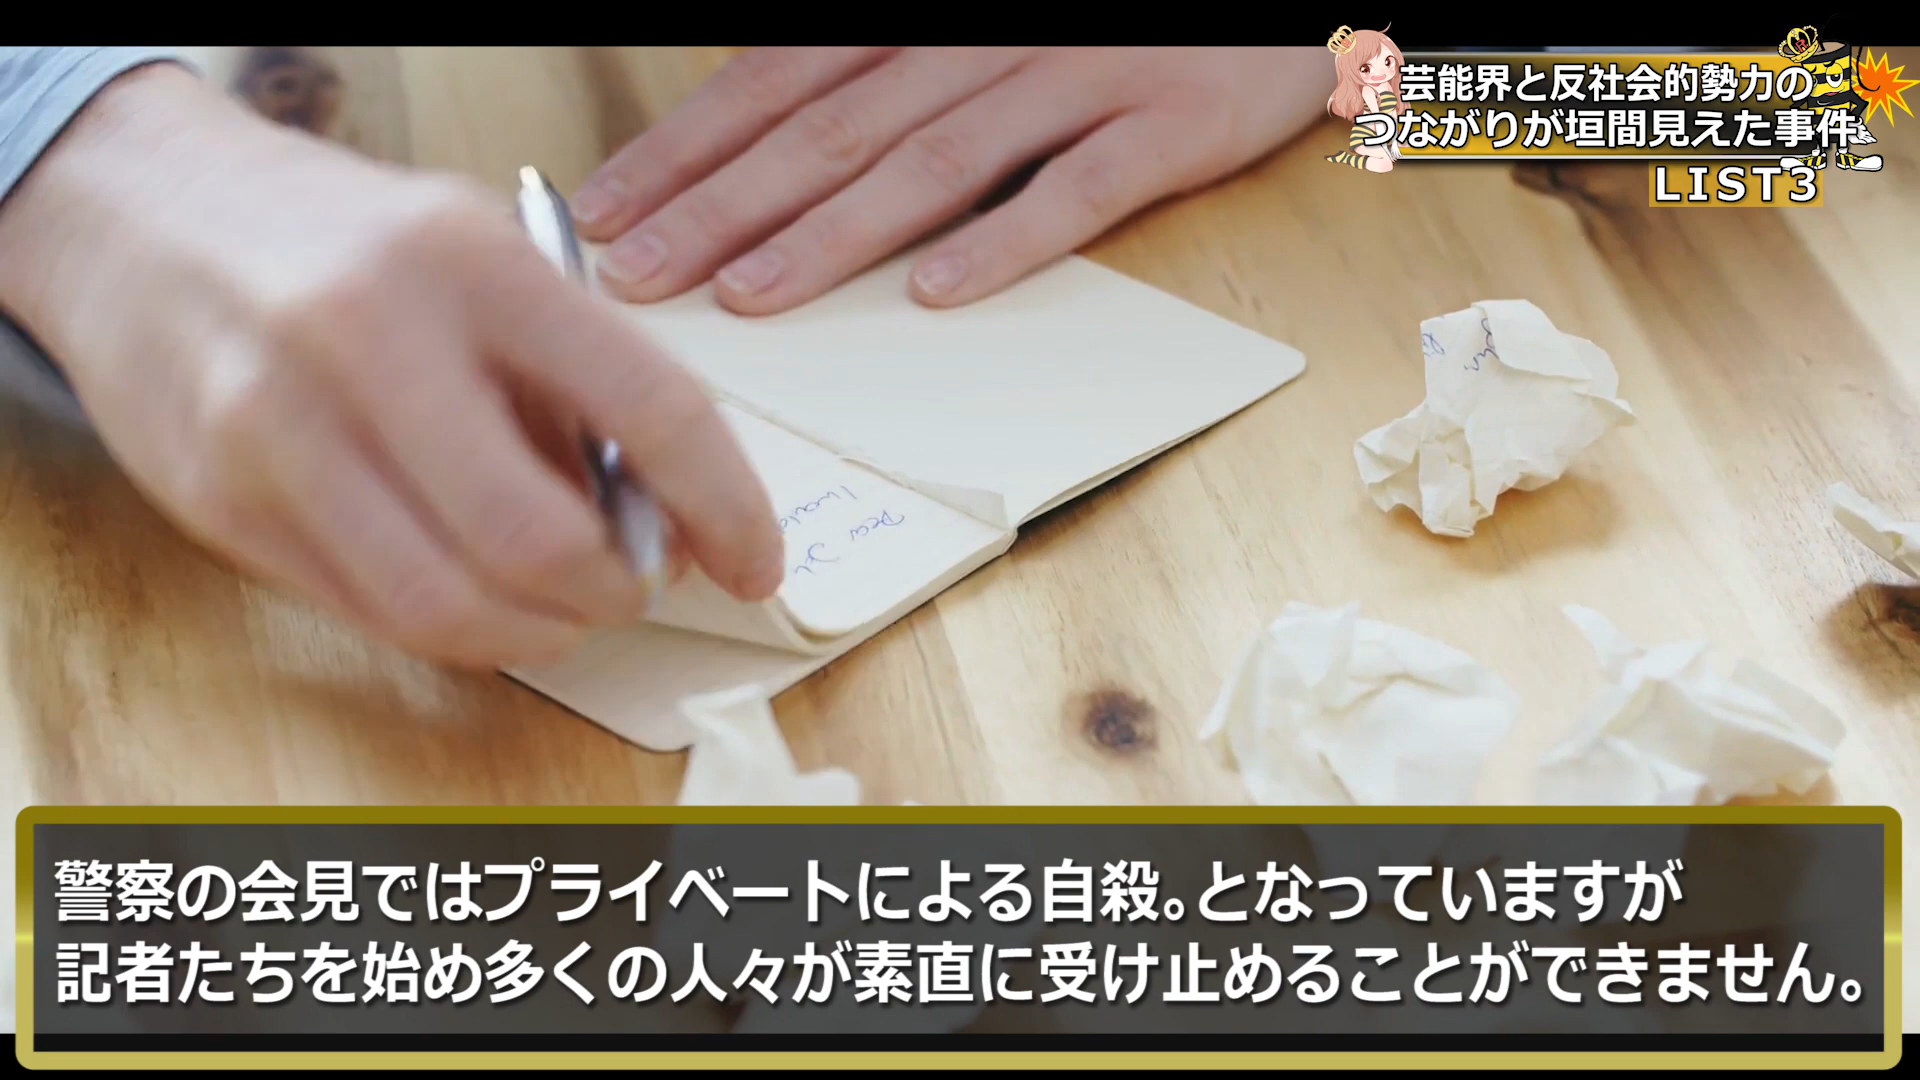 芸能界と反社会的勢力の
つながりが垣間見えた事件
LIST3
Dear
警察の会見ではプライベートによる自殺。となっていますが
記者たちを始め多くの人々が素直に受け止めることができません。